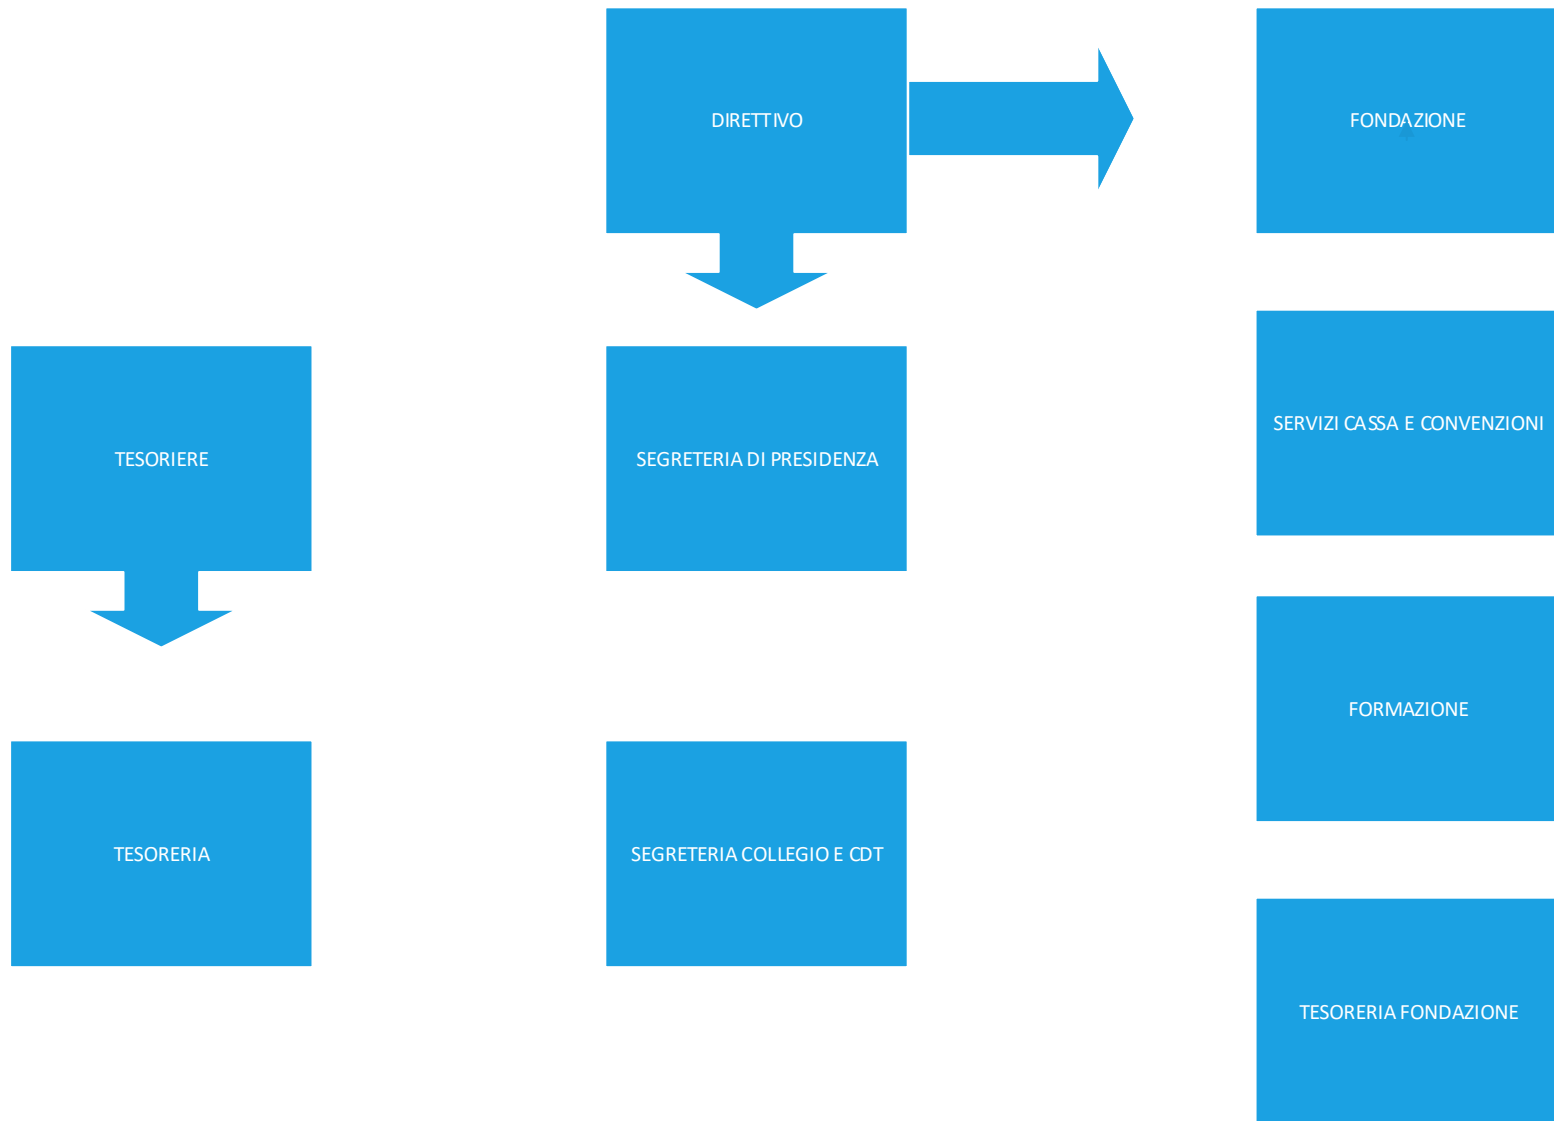 DIRETTIVO
FONDAZIONE
SERVIZI CASSA E CONVENZIONI
TESORIERE
SEGRETERIA DI PRESIDENZA
FORMAZIONE
TESORERIA
SEGRETERIA COLLEGIO E CDT
TESORERIA FONDAZIONE